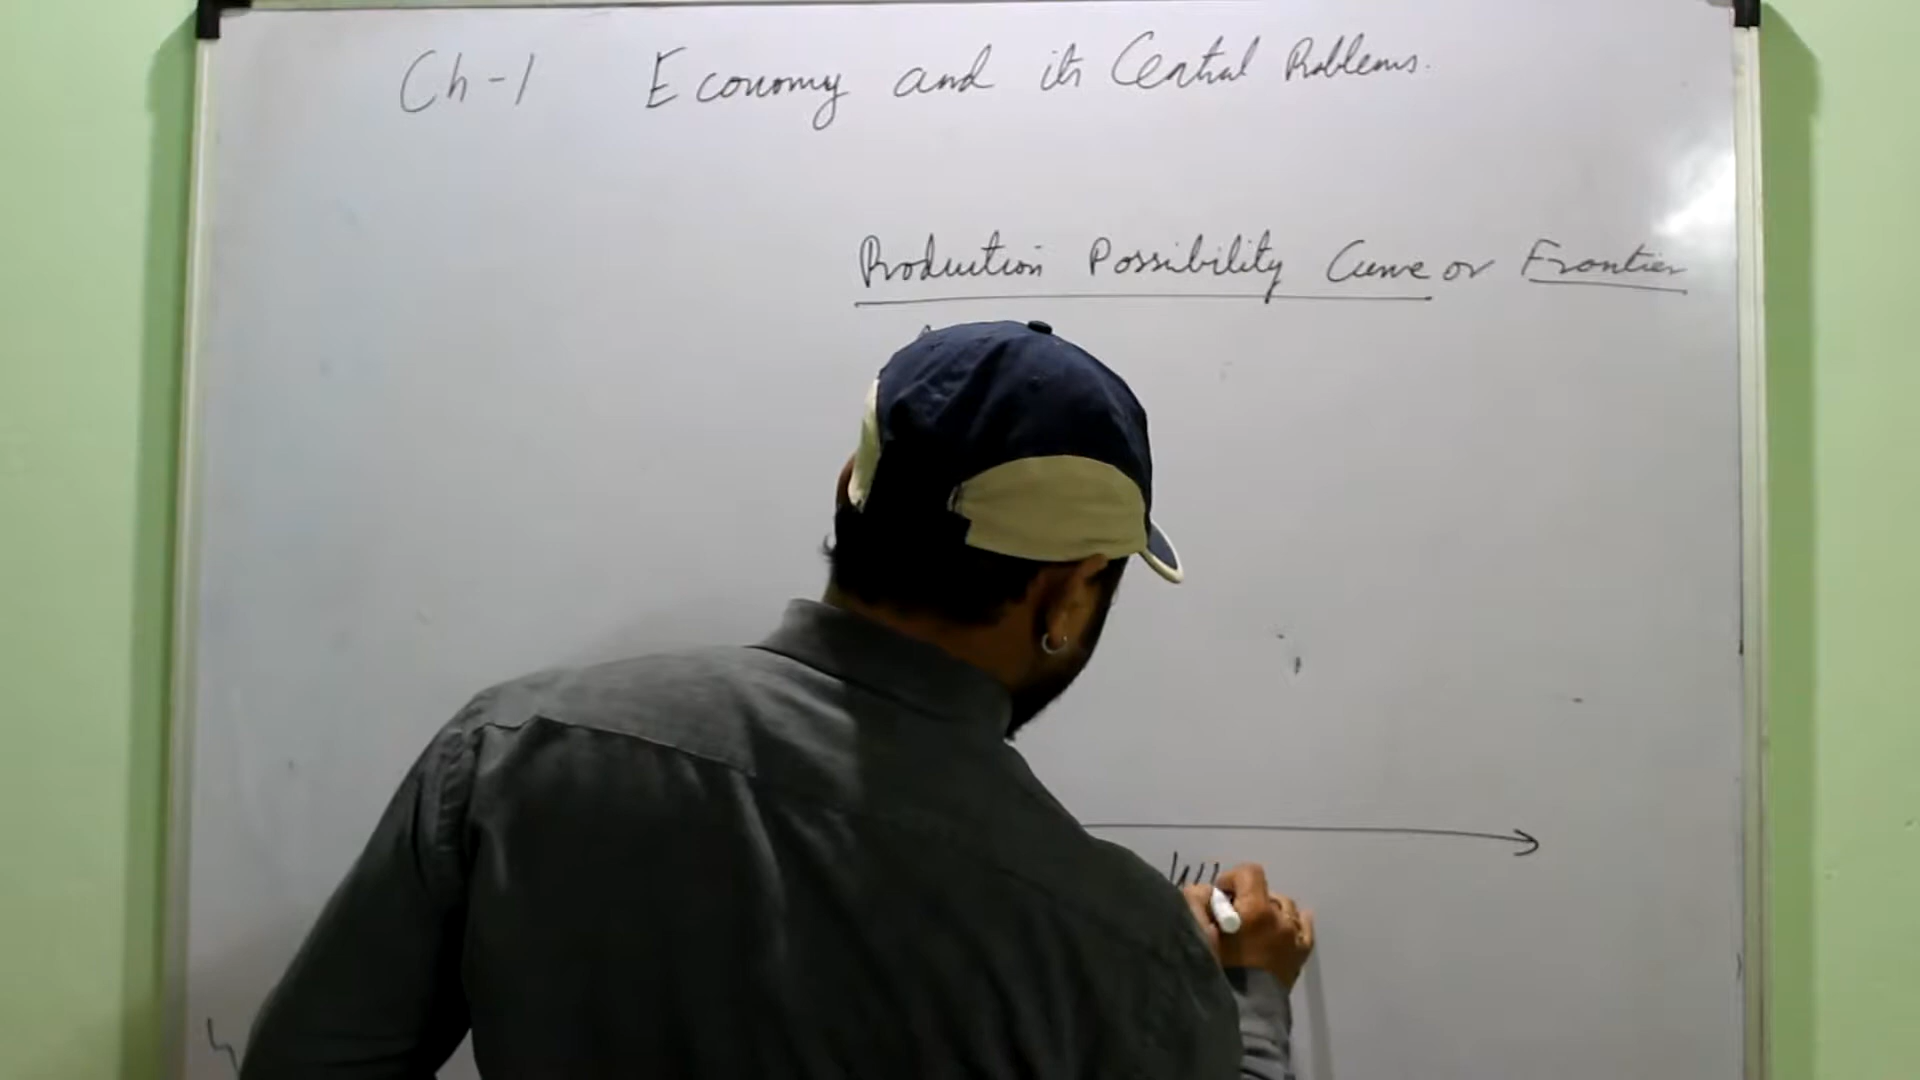 Ch-1 Economy and its Central Problems.
Production Possibility Curve or Frontier